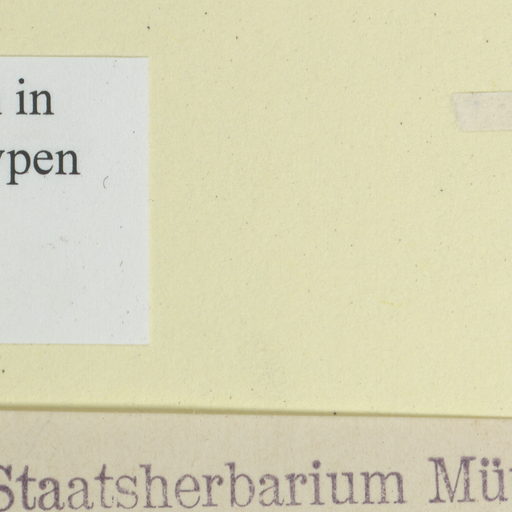 in
ypen
Staatsherbarium Mü